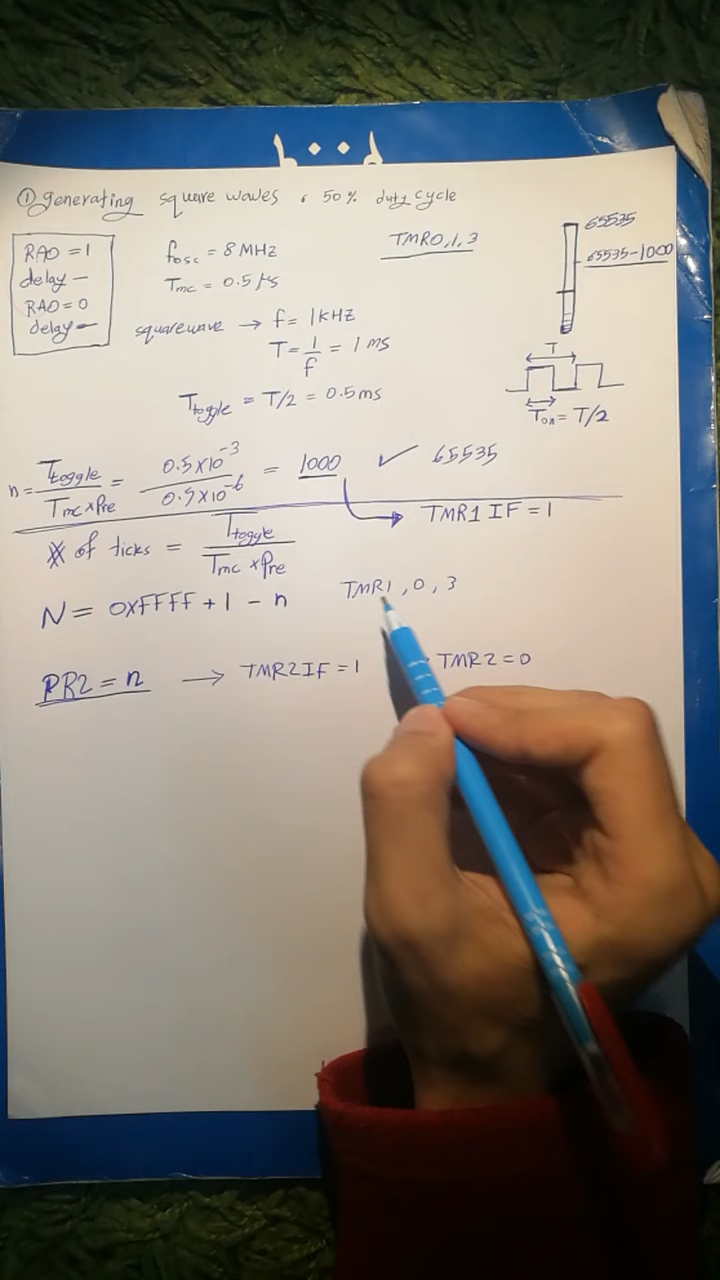 ① generating square waves , 50% duty cycle
RA0 = 1
delay —
RA0 = 0
delay —
fosc = 8 MHz
Tmc = 0.5 μs
TMR0,1,3
65535
65535-1000
squarewave → f = 1KHz
T = 1/f = 1 ms
Ttoggle = T/2 = 0.5 ms
T
Ton = T/2
n = Ttoggle / Tmc x Pre = 0.5 x 10^-3 / 0.5 x 10^-6 = 1000 ✓ 65535
→ TMR1 IF = 1
# of ticks = Ttoggle / Tmc x Pre
N = 0xFFFF + 1 - n TMR1, 0, 3
PR2 = n → TMR2IF = 1 → TMR2 = 0